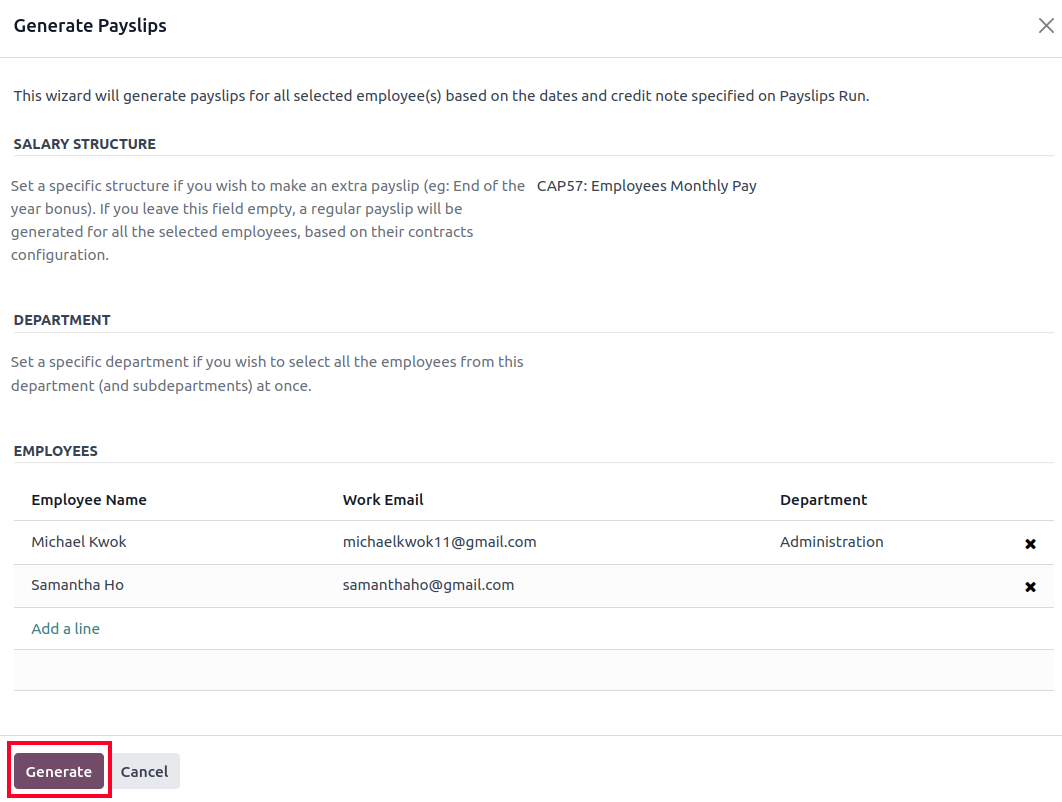 Generate Payslips
This wizard will generate payslips for all selected employee(s) based on the dates and credit note specified on Payslips Run.
SALARY STRUCTURE
Set a specific structure if you wish to make an extra payslip (eg: End of the CAP57: Employees Monthly Pay
year bonus). If you leave this field empty, a regular payslip will be
generated for all the selected employees, based on their contracts
configuration.
DEPARTMENT
Set a specific department if you wish to select all the employees from this
department (and subdepartments) at once.
EMPLOYEES
Employee Name Work Email Department
Michael Kwok michaelkwok11@gmail.com Administration
Samantha Ho samanthaho@gmail.com
Add a line
Generate Cancel